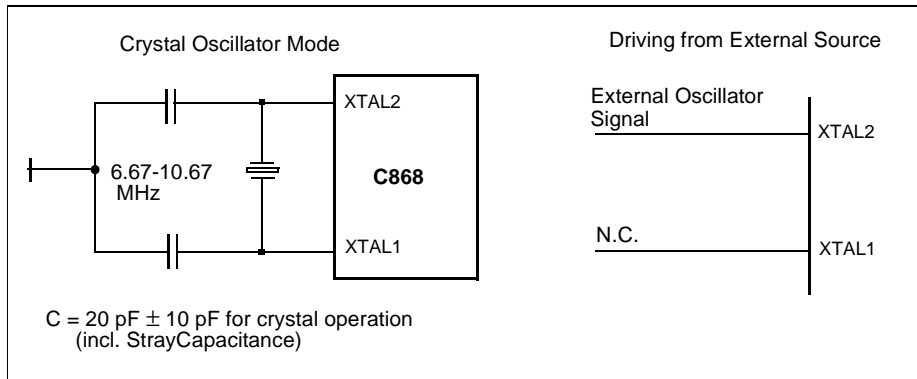 Crystal Oscillator Mode
XTAL2
6.67-10.67
MHz
C868
XTAL1
C = 20 pF ± 10 pF for crystal operation
(incl. StrayCapacitance)
Driving from External Source
External Oscillator
Signal
XTAL2
N.C.
XTAL1